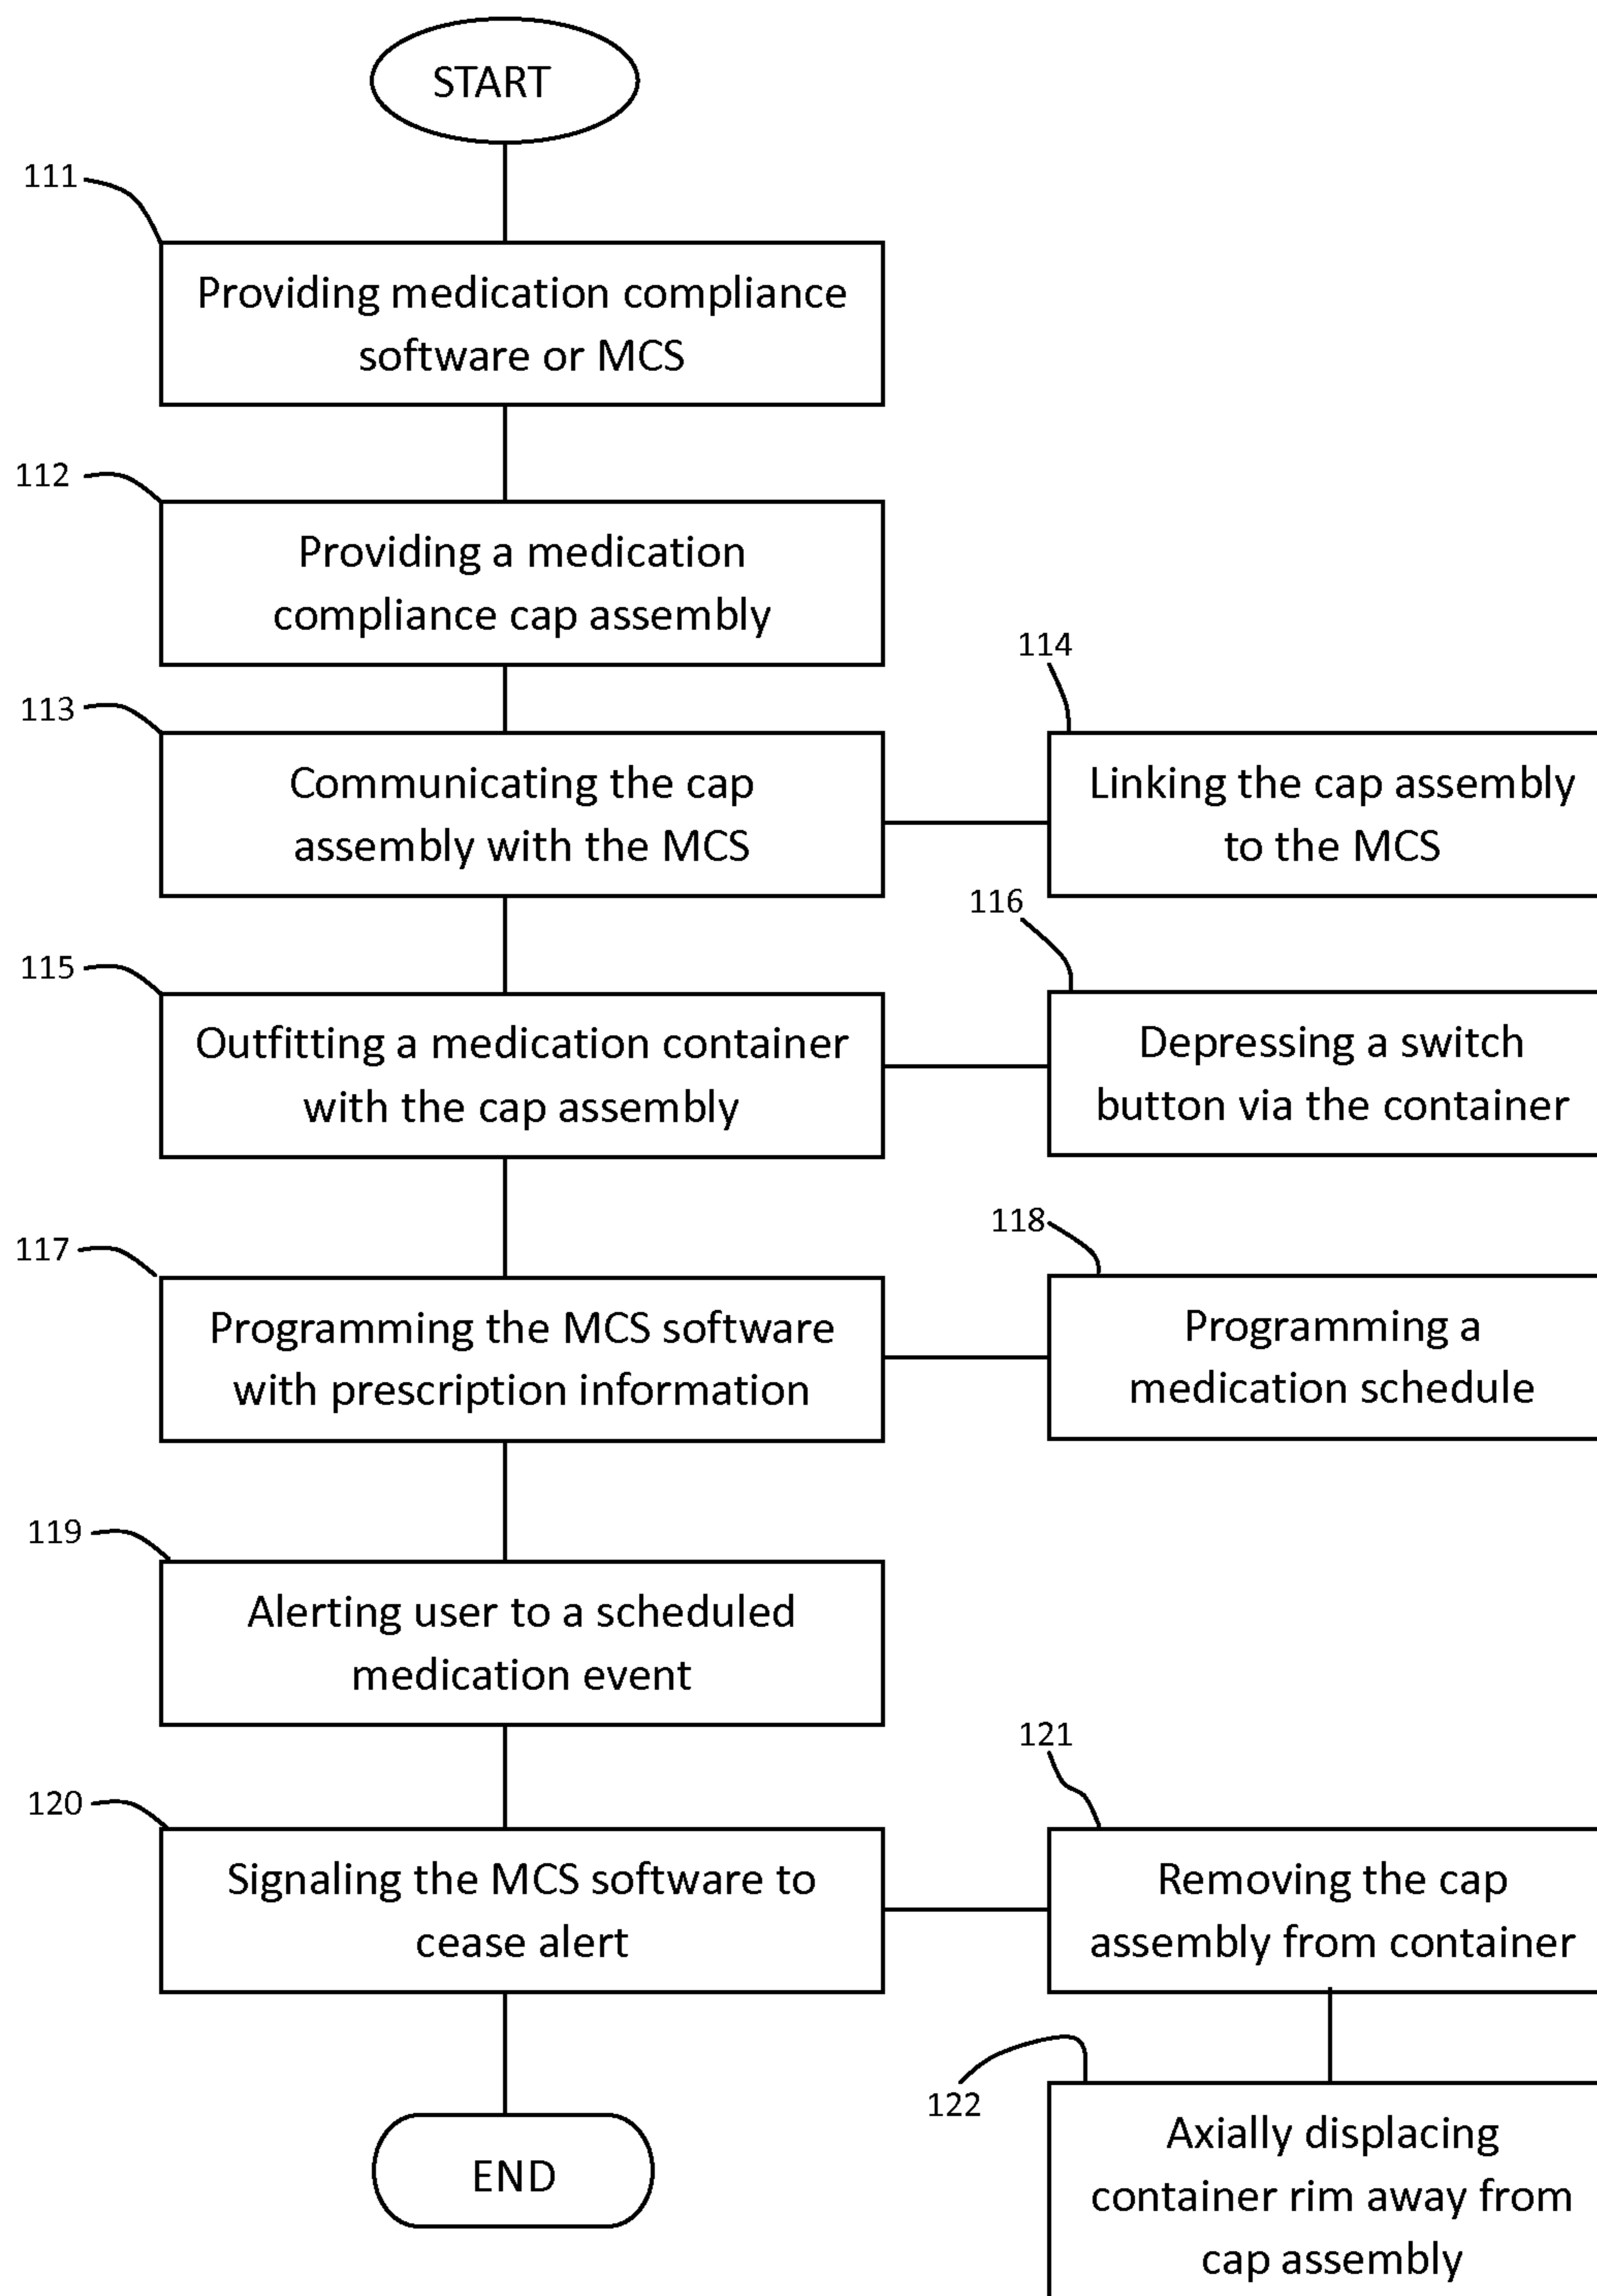 START
111
Providing medication compliance
software or MCS
112
Providing a medication
compliance cap assembly
113
Communicating the cap
assembly with the MCS
114
Linking the cap assembly
to the MCS
115
Outfitting a medication container
with the cap assembly
116
Depressing a switch
button via the container
117
Programming the MCS software
with prescription information
118
Programming a
medication schedule
119
Alerting user to a scheduled
medication event
120
Signaling the MCS software to
cease alert
121
Removing the cap
assembly from container
122
Axially displacing
container rim away from
cap assembly
END